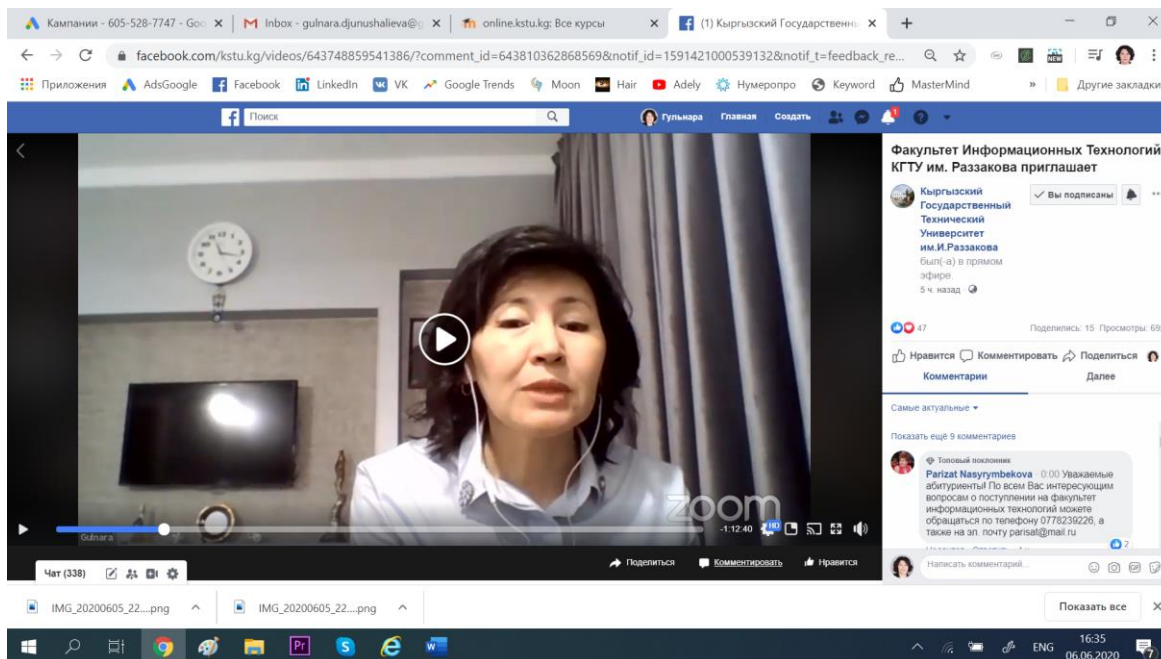 Кампании - 605-528-7747 - Goo
Inbox - gulnara.djunushalieva@g
online.kstu.kg: Все курсы
(1) Кыргызский Государственн
facebook.com/kstu.kg/videos/643748859541386/?comment_id=643810362868569&notif_id=1591421000539132&notif_t=feedback_re...
Приложения AdsGoogle Facebook LinkedIn VK Google Trends Moon Hair Adely Нумеропро Keyword MasterMind » Другие закладки
Поиск
Гульнара Главная Создать 1
Факультет Информационных Технологий
КГТУ им. Раззакова приглашает
Кыргызский
Государственный
Технический
Университет
им.И.Раззакова
был(-а) в прямом
эфире.
5 ч. назад
Вы подписаны
47
Поделились: 15 Просмотры: 69
Нравится Комментировать Поделиться
Комментарии Далее
Самые актуальные
Показать ещё 9 комментариев
Топовый поклонник
Parizat Nasyrymbekova · 0:00 Уважаемые
абитуриенты! По всем Вас интересующим
вопросам о поступлении на факультет
информационных технологий можете
обращаться по телефону 0778239226, а
также на эл. почту parisat@mail.ru
2
Написать комментарий...
zoom
-1:12:40 HD
Gulnara
Поделиться Комментировать Нравится
Чат (338)
IMG_20200605_22....png
IMG_20200605_22....png
Показать все
ENG
16:35
06.06.2020
7